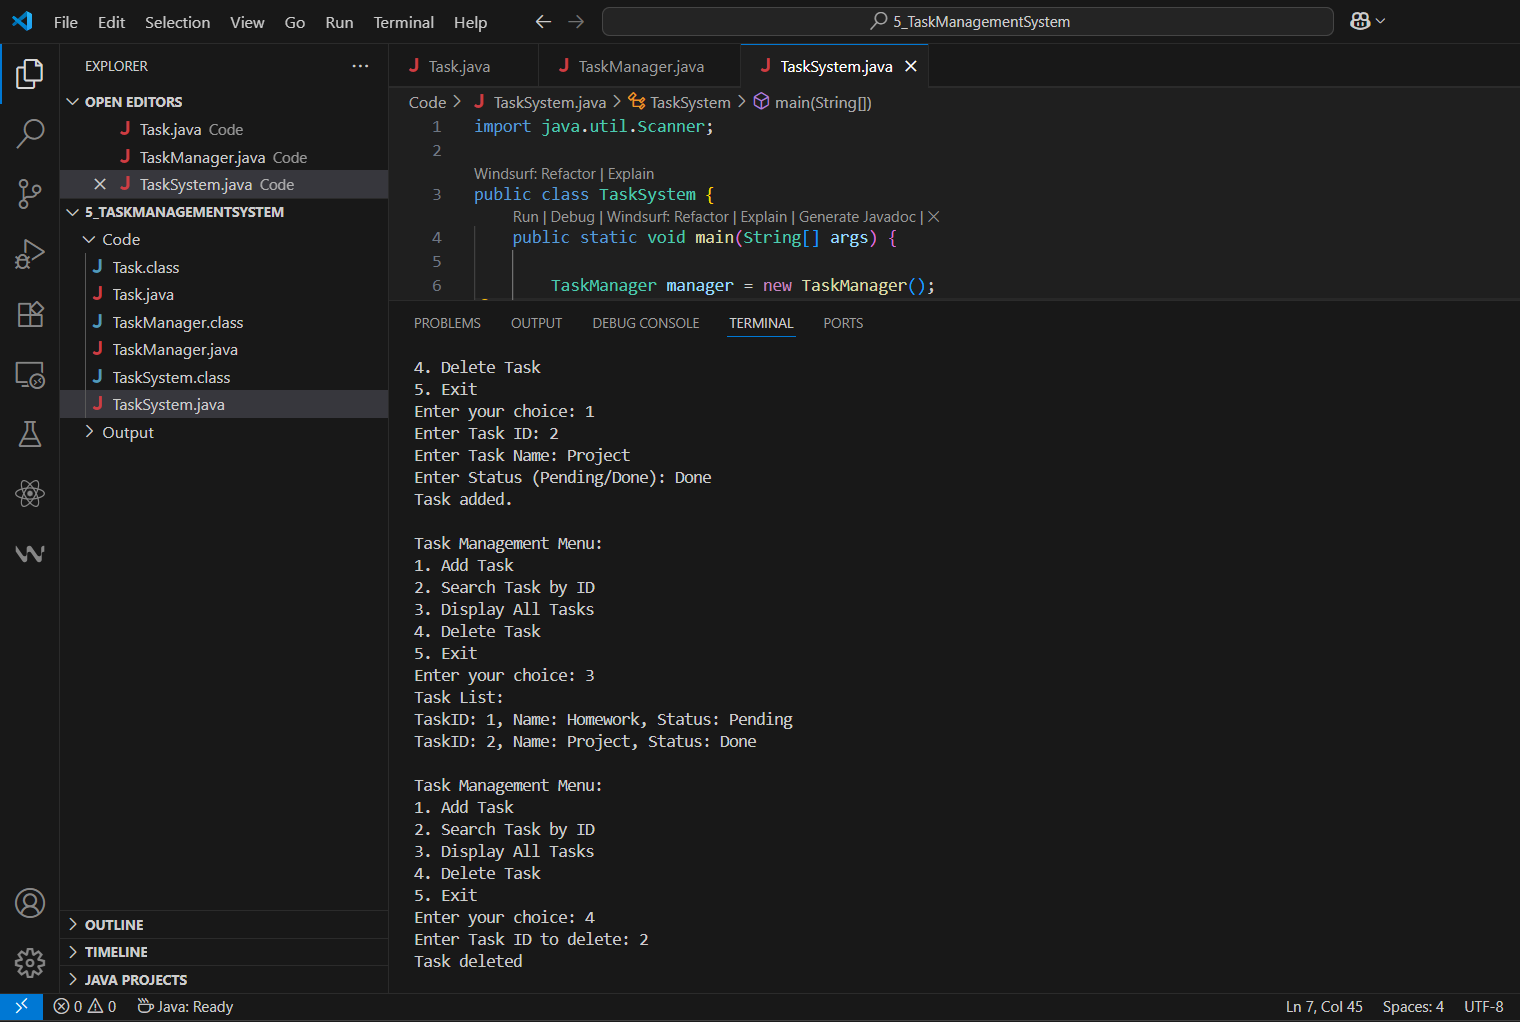 File Edit Selection View Go Run Terminal Help
5_TaskManagementSystem
EXPLORER
OPEN EDITORS
Task.java Code
TaskManager.java Code
TaskSystem.java Code
5_TASKMANAGEMENTSYSTEM
Code
Task.class
Task.java
TaskManager.class
TaskManager.java
TaskSystem.class
TaskSystem.java
Output
OUTLINE
TIMELINE
JAVA PROJECTS
Task.java TaskManager.java TaskSystem.java
Code > TaskSystem.java > TaskSystem > main(String[])
1 import java.util.Scanner;
2
Windsurf: Refactor | Explain
3 public class TaskSystem {
Run | Debug | Windsurf: Refactor | Explain | Generate Javadoc | ×
4 public static void main(String[] args) {
5
6 TaskManager manager = new TaskManager();
PROBLEMS OUTPUT DEBUG CONSOLE TERMINAL PORTS
4. Delete Task
5. Exit
Enter your choice: 1
Enter Task ID: 2
Enter Task Name: Project
Enter Status (Pending/Done): Done
Task added.
Task Management Menu:
1. Add Task
2. Search Task by ID
3. Display All Tasks
4. Delete Task
5. Exit
Enter your choice: 3
Task List:
TaskID: 1, Name: Homework, Status: Pending
TaskID: 2, Name: Project, Status: Done
Task Management Menu:
1. Add Task
2. Search Task by ID
3. Display All Tasks
4. Delete Task
5. Exit
Enter your choice: 4
Enter Task ID to delete: 2
Task deleted
0 0 Java: Ready
Ln 7, Col 45 Spaces: 4 UTF-8